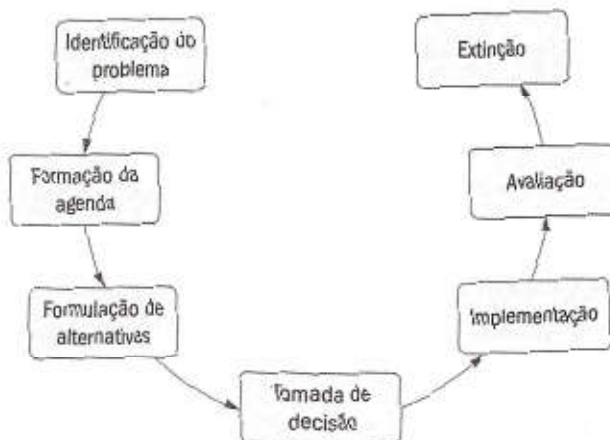 Identificação do
problema
Formação da
agenda
Formulação de
alternativas
Tomada de
decisão
Implementação
Avaliação
Extinção